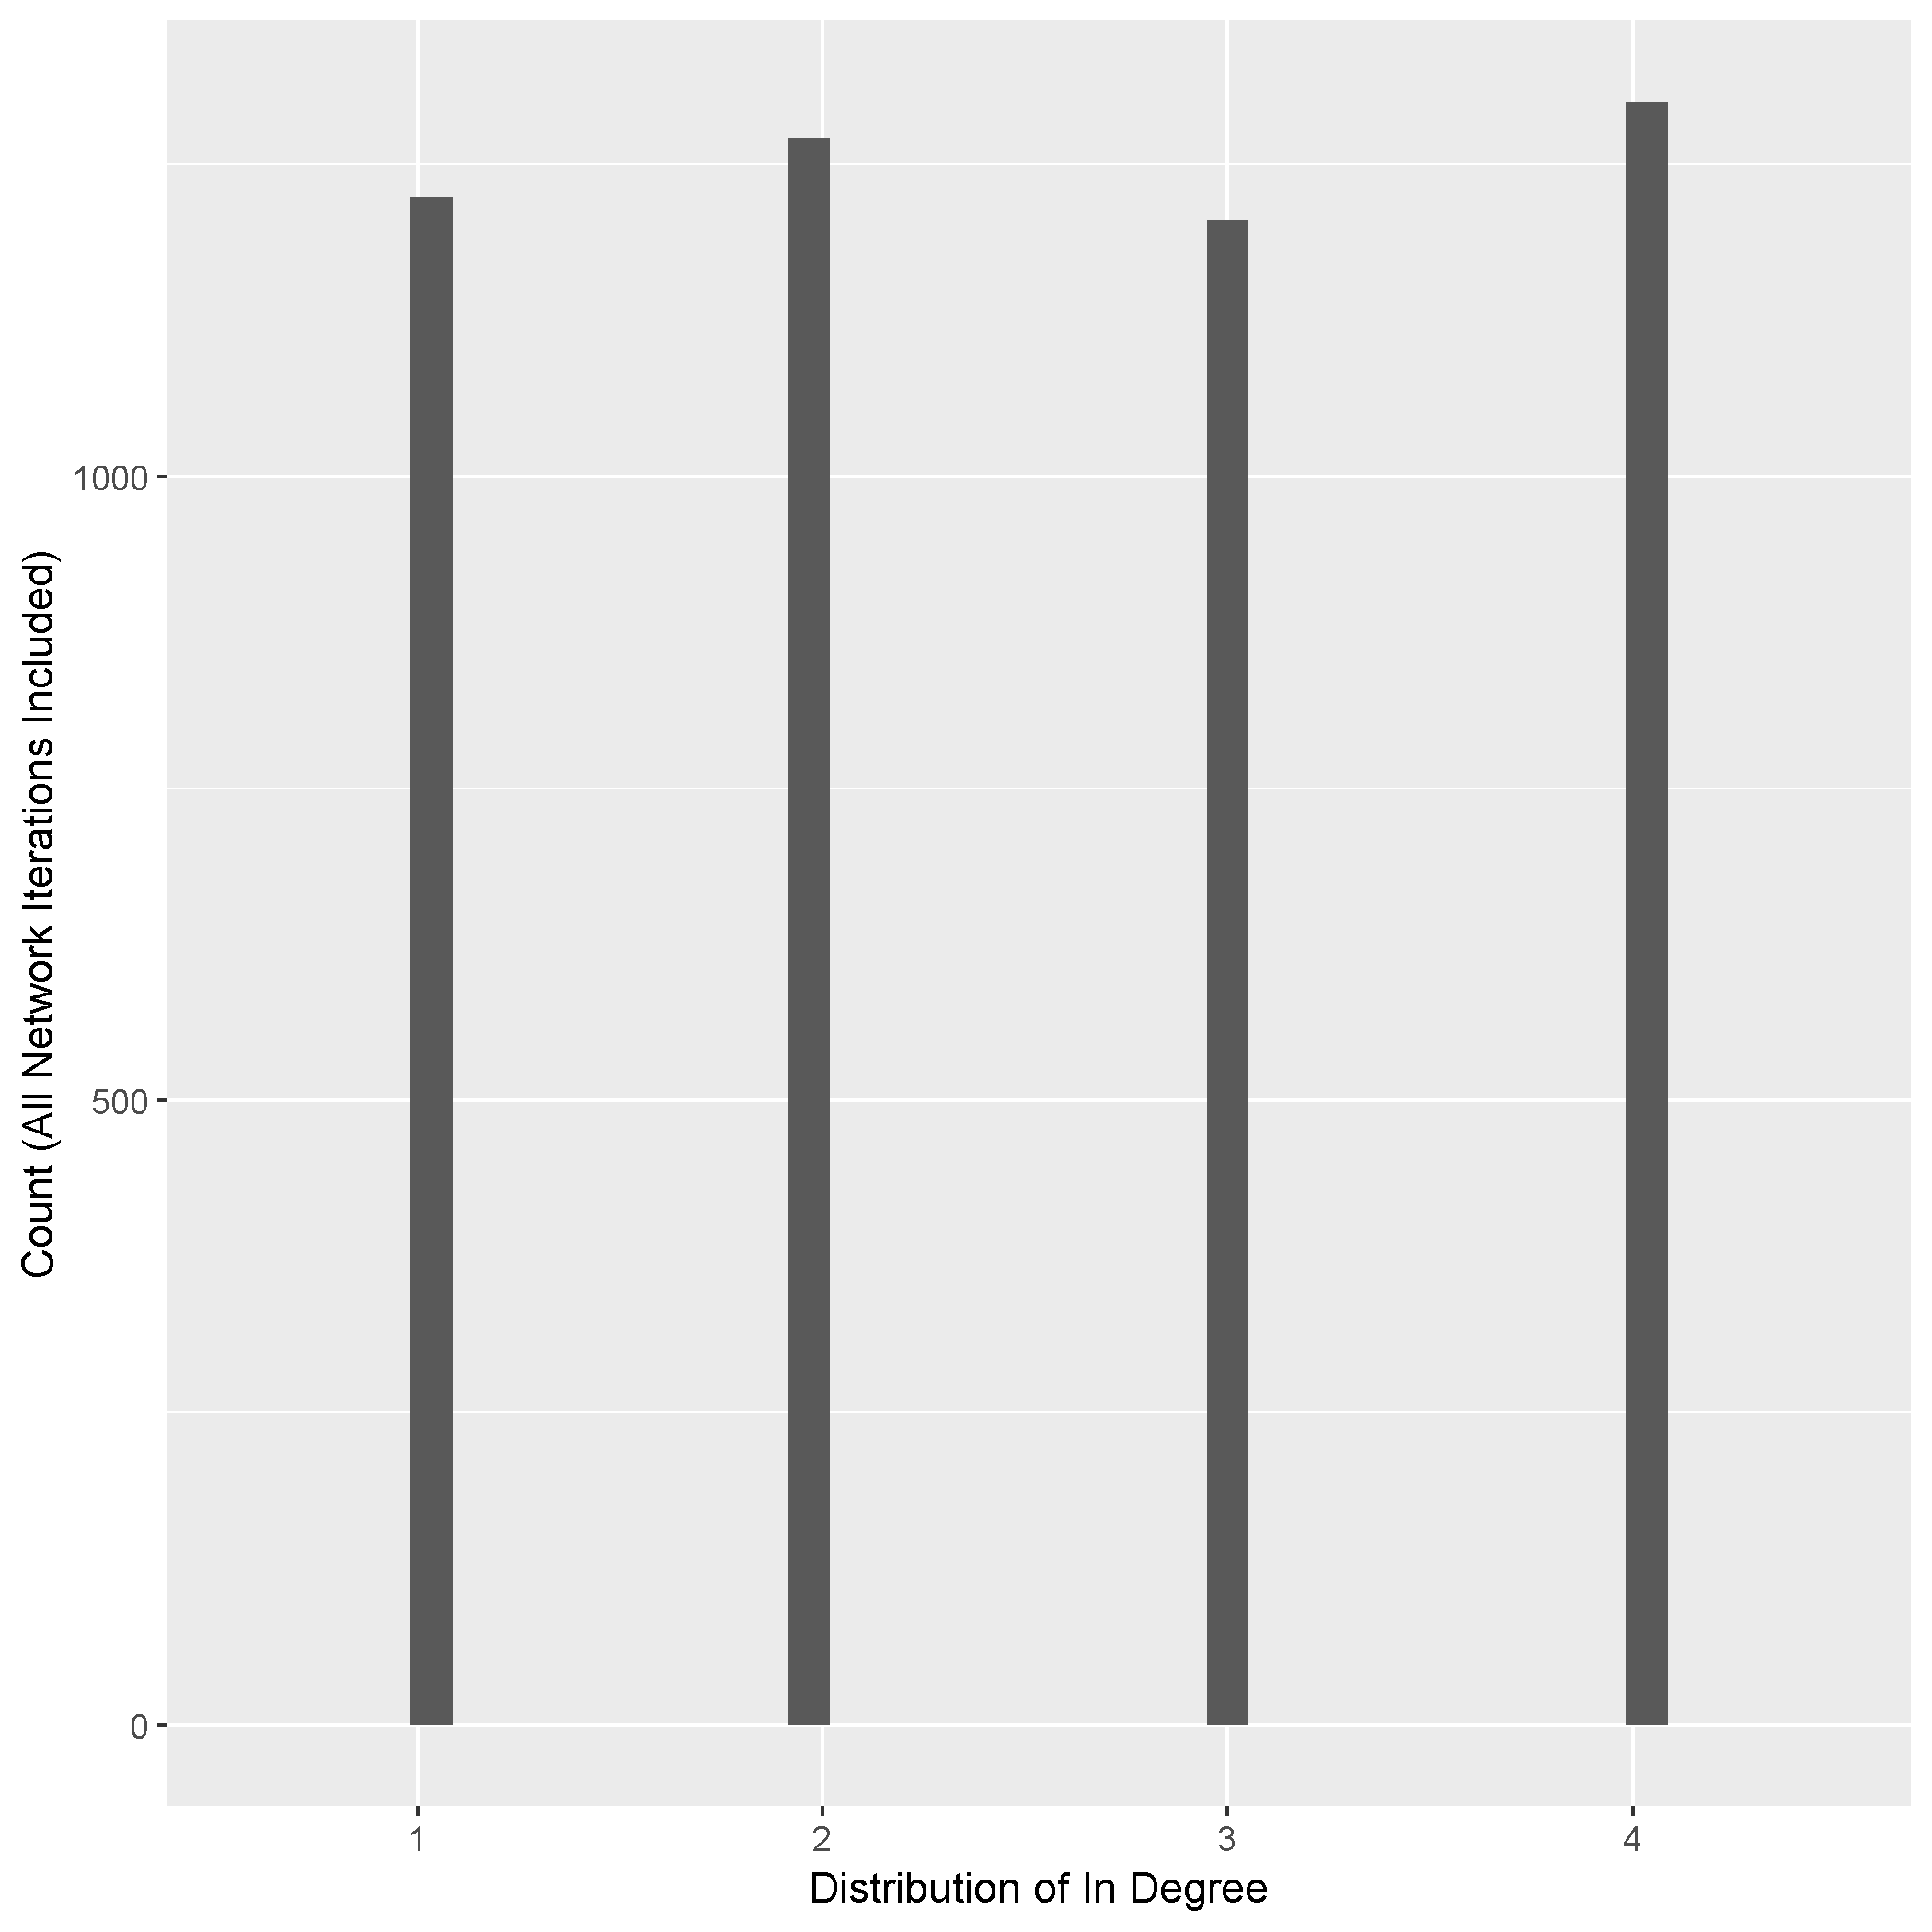 Count (All Network Iterations Included)
1000
500
0
1 2 3 4
Distribution of In Degree